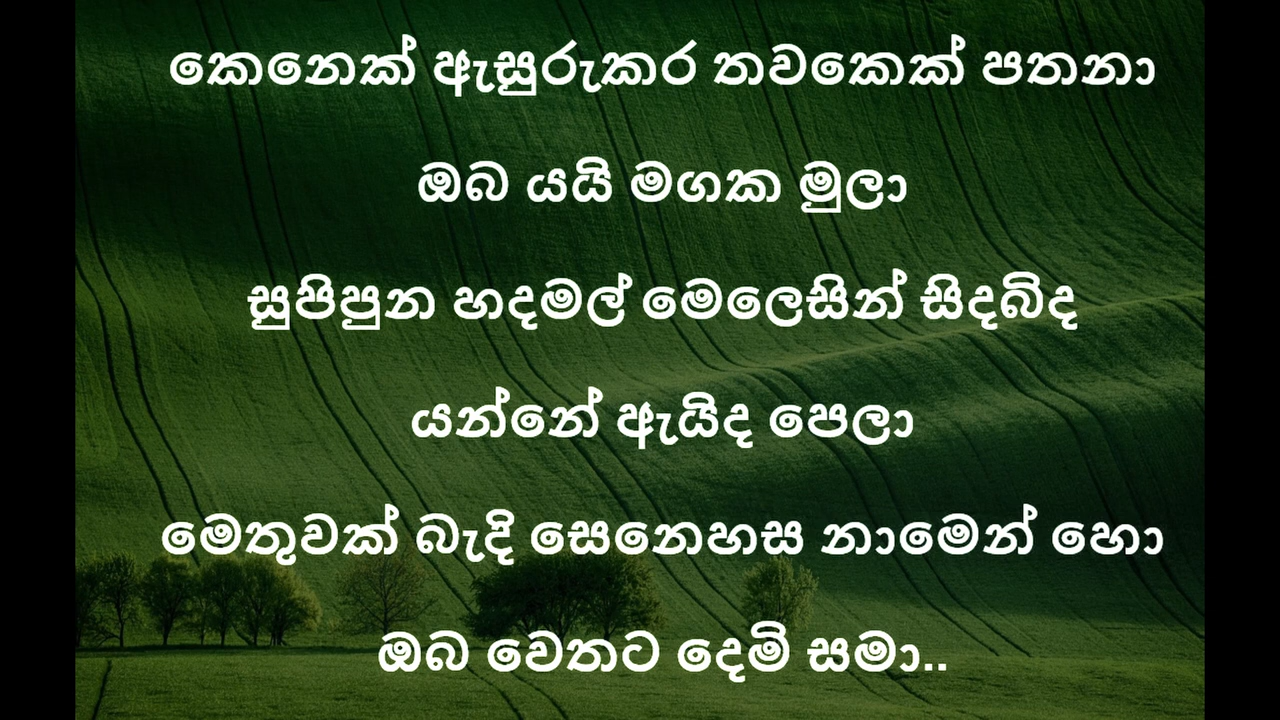 කෙනෙක් ඇසුරුකර තවකෙක් පතනා
ඔබ යයි මගක මුලා
සුපිපුන හදමල් මෙලෙසින් සිදබිද
යන්නේ ඇයිද පෙලා
මෙතුවක් බැදි සෙනෙහස නාමෙන් හො
ඔබ වෙතට දෙමි සමා..